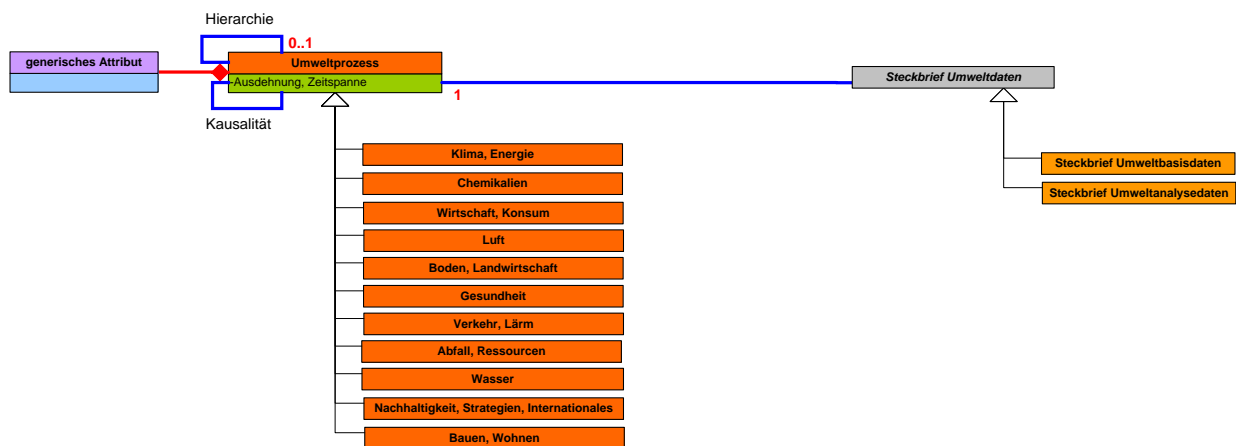 Hierarchie
0..1
generisches Attribut
Umweltprozess
Ausdehnung, Zeitspanne
1
Steckbrief Umweltdaten
Kausalität
Klima, Energie
Chemikalien
Wirtschaft, Konsum
Luft
Boden, Landwirtschaft
Gesundheit
Verkehr, Lärm
Abfall, Ressourcen
Wasser
Nachhaltigkeit, Strategien, Internationales
Bauen, Wohnen
Steckbrief Umweltbasisdaten
Steckbrief Umweltanalysedaten